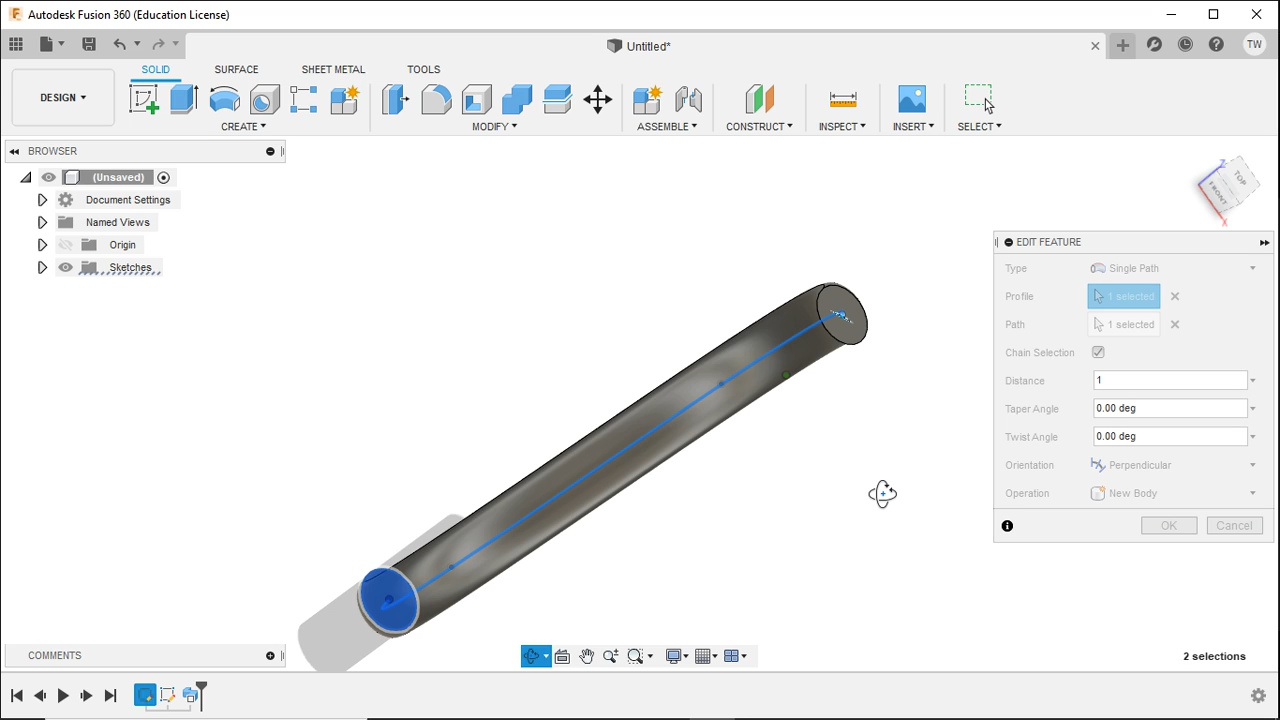 Autodesk Fusion 360 (Education License)
Untitled*
TW
DESIGN
SOLID
SURFACE
SHEET METAL
TOOLS
CREATE
MODIFY
ASSEMBLE
CONSTRUCT
INSPECT
INSERT
SELECT
BROWSER
(Unsaved)
Document Settings
Named Views
Origin
Sketches
TOP
FRONT
Z
X
EDIT FEATURE
Type Single Path
Profile 1 selected
Path 1 selected
Chain Selection
Distance 1
Taper Angle 0.00 deg
Twist Angle 0.00 deg
Orientation Perpendicular
Operation New Body
OK Cancel
COMMENTS
2 selections